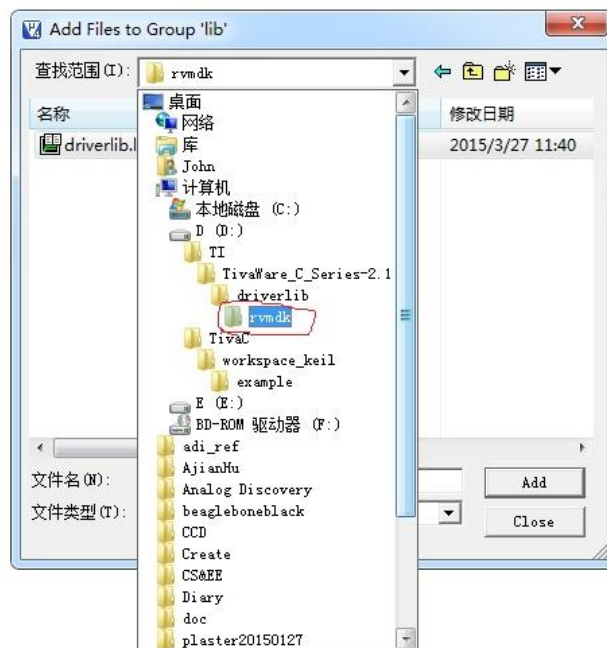 Add Files to Group 'lib'
查找范围(I): rvmdk
名称 修改日期
driverlib.l 2015/3/27 11:40
桌面
网络
库
John
计算机
本地磁盘 (C:)
D (D:)
TI
TivaWare_C_Series-2.1
driverlib
rvmdk
TivaC
workspace_keil
example
E (E:)
BD-ROM 驱动器 (F:)
adi_ref
AjianHu
Analog Discovery
beagleboneblack
CCD
Create
CS&EE
Diary
doc
plaster20150127
文件名(N): Add
文件类型(T): Close